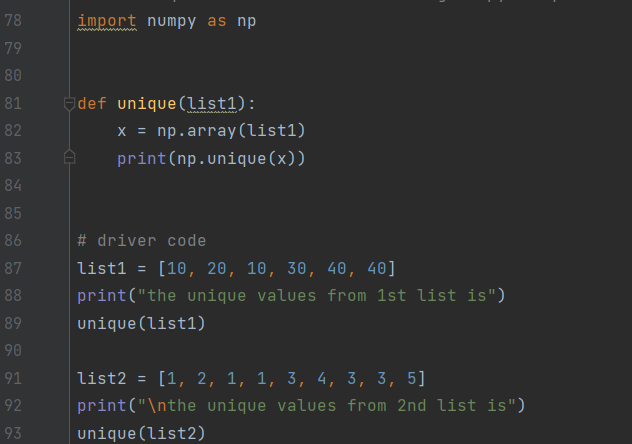 78 import numpy as np
79
80
81 def unique(list1):
82     x = np.array(list1)
83     print(np.unique(x))
84
85
86 # driver code
87 list1 = [10, 20, 10, 30, 40, 40]
88 print("the unique values from 1st list is")
89 unique(list1)
90
91 list2 = [1, 2, 1, 1, 3, 4, 3, 3, 5]
92 print("\nthe unique values from 2nd list is")
93 unique(list2)